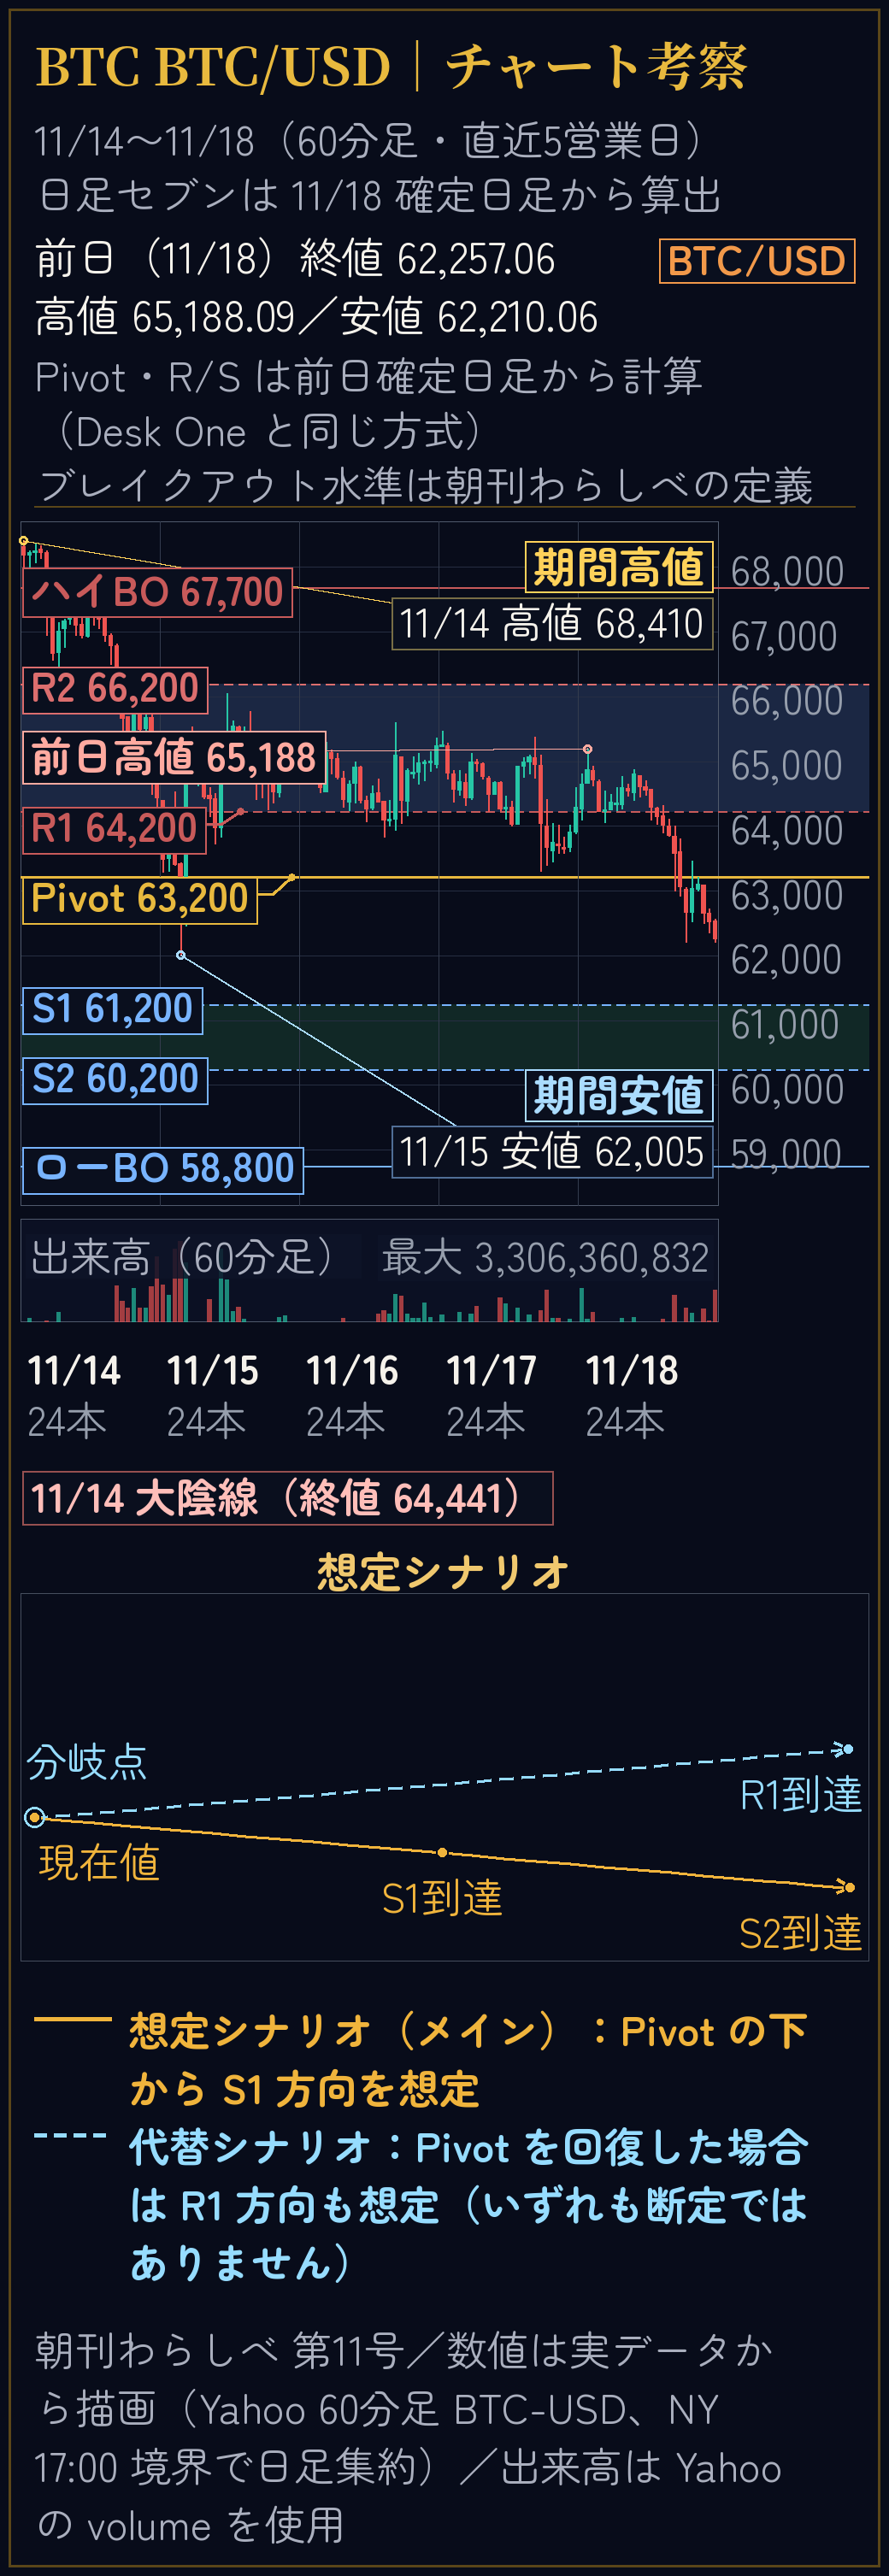 BTC BTC/USD｜チャート考察
11/14〜11/18（60分足・直近5営業日）
日足セブンは 11/18 確定日足から算出
前日（11/18）終値 62,257.06
BTC/USD
高値 65,188.09／安値 62,210.06
Pivot・R/S は前日確定日足から計算
（Desk One と同じ方式）
ブレイクアウト水準は朝刊わらしべの定義
期間高値
68,000
ハイBO 67,700
11/14 高値 68,410
67,000
R2 66,200
66,000
前日高値 65,188
65,000
R1 64,200
64,000
Pivot 63,200
63,000
62,000
S1 61,200
61,000
S2 60,200
期間安値
60,000
11/15 安値 62,005
59,000
ローBO 58,800
出来高（60分足） 最大 3,306,360,832
11/14 11/15 11/16 11/17 11/18
24本 24本 24本 24本 24本
11/14 大陰線（終値 64,441）
想定シナリオ
分岐点
R1到達
現在値
S1到達
S2到達
想定シナリオ（メイン）：Pivot の下
から S1 方向を想定
代替シナリオ：Pivot を回復した場合
は R1 方向も想定（いずれも断定では
ありません）
朝刊わらしべ 第11号／数値は実データか
ら描画（Yahoo 60分足 BTC-USD、NY
17:00 境界で日足集約）／出来高は Yahoo
の volume を使用